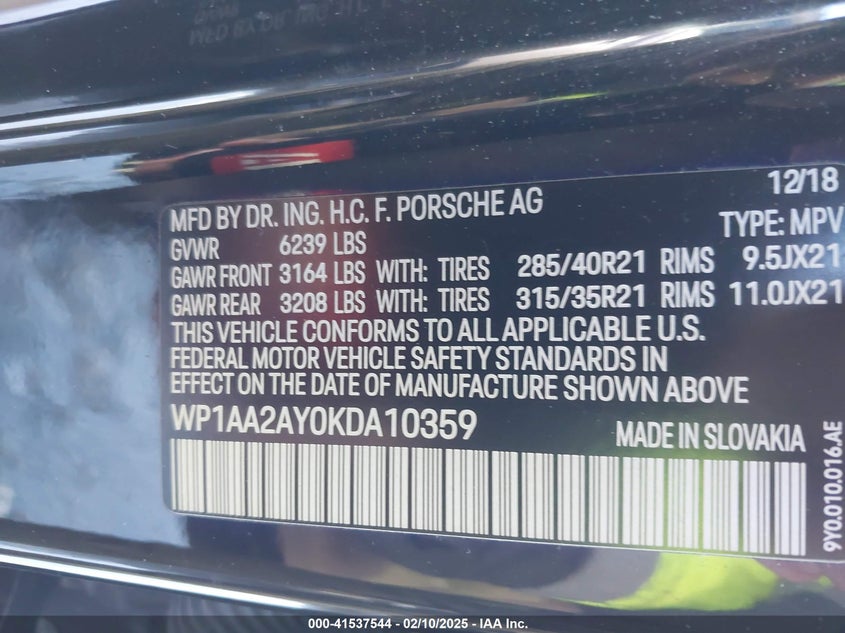 12/18
MFD BY DR. ING. H.C. F. PORSCHE AG
TYPE: MPV
GVWR 6239 LBS
GAWR FRONT 3164 LBS WITH: TIRES 285/40R21 RIMS 9.5JX21
GAWR REAR 3208 LBS WITH: TIRES 315/35R21 RIMS 11.0JX21
THIS VEHICLE CONFORMS TO ALL APPLICABLE U.S.
FEDERAL MOTOR VEHICLE SAFETY STANDARDS IN
EFFECT ON THE DATE OF MANUFACTURE SHOWN ABOVE
WP1AA2AY0KDA10359
MADE IN SLOVAKIA
9Y0.010.016.AE
000-41537544 — 02/10/2025 — IAA Inc.